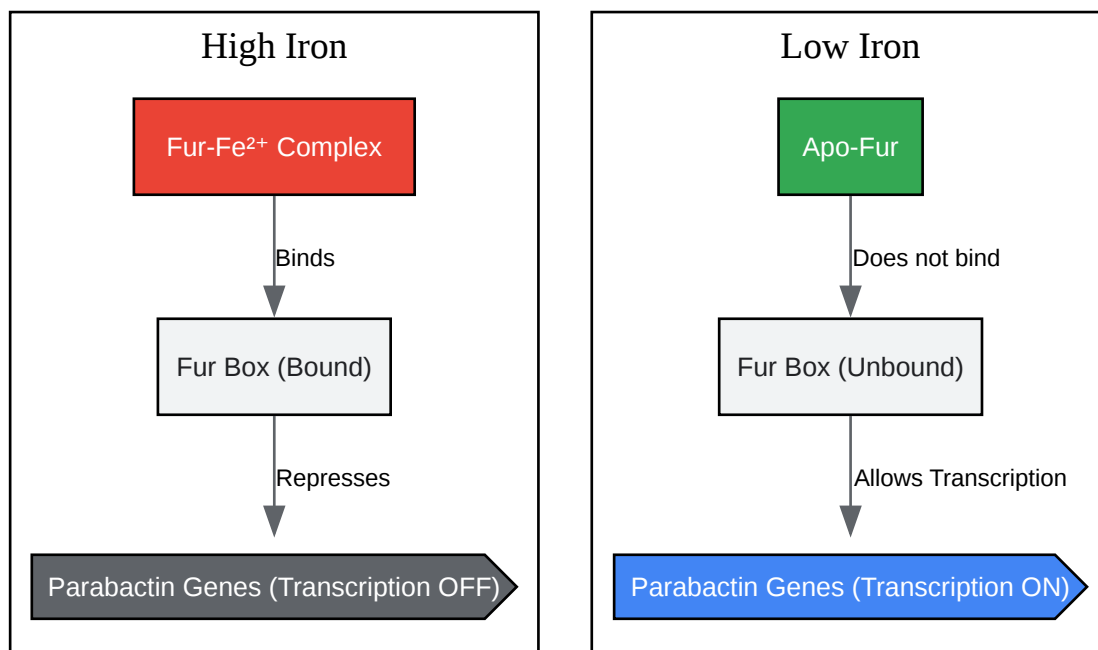 High Iron
Fur-Fe²⁺ Complex
Binds
Fur Box (Bound)
Represses
Parabactin Genes (Transcription OFF)
Low Iron
Apo-Fur
Does not bind
Fur Box (Unbound)
Allows Transcription
Parabactin Genes (Transcription ON)